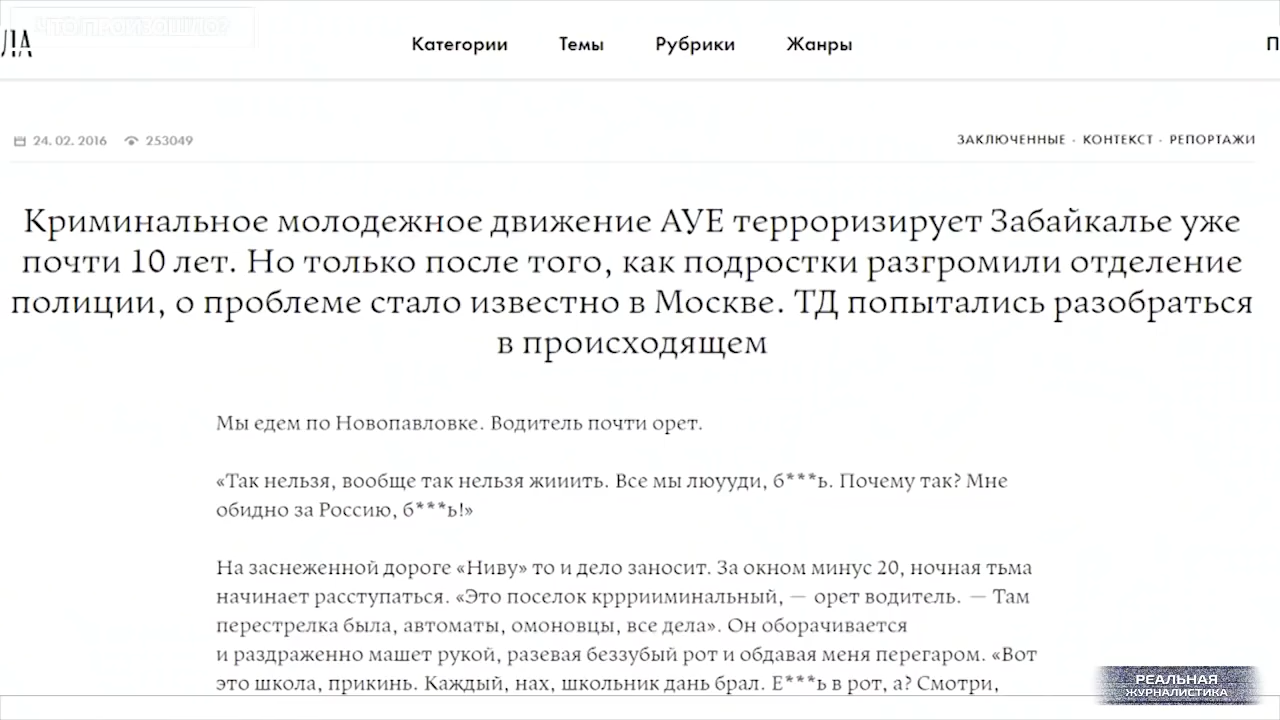 ЧТО ПРОИЗОШЛО?
ЛА
Категории Темы Рубрики Жанры П
24. 02. 2016 253049
ЗАКЛЮЧЕННЫЕ · КОНТЕКСТ · РЕПОРТАЖИ
Криминальное молодежное движение АУЕ терроризирует Забайкалье уже
почти 10 лет. Но только после того, как подростки разгромили отделение
полиции, о проблеме стало известно в Москве. ТД попытались разобраться
в происходящем
Мы едем по Новопавловке. Водитель почти орет.
«Так нельзя, вообще так нельзя жииить. Все мы люууди, б***ь. Почему так? Мне
обидно за Россию, б***ь!»
На заснеженной дороге «Ниву» то и дело заносит. За окном минус 20, ночная тьма
начинает расступаться. «Это поселок кррриминальный, — орет водитель. — Там
перестрелка была, автоматы, омоновцы, все дела». Он оборачивается
и раздраженно машет рукой, разевая беззубый рот и обдавая меня перегаром. «Вот
это школа, прикинь. Каждый, нах, школьник дань брал. Е***ь в рот, а? Смотри,
РЕАЛЬНАЯ
ЖУРНАЛИСТИКА